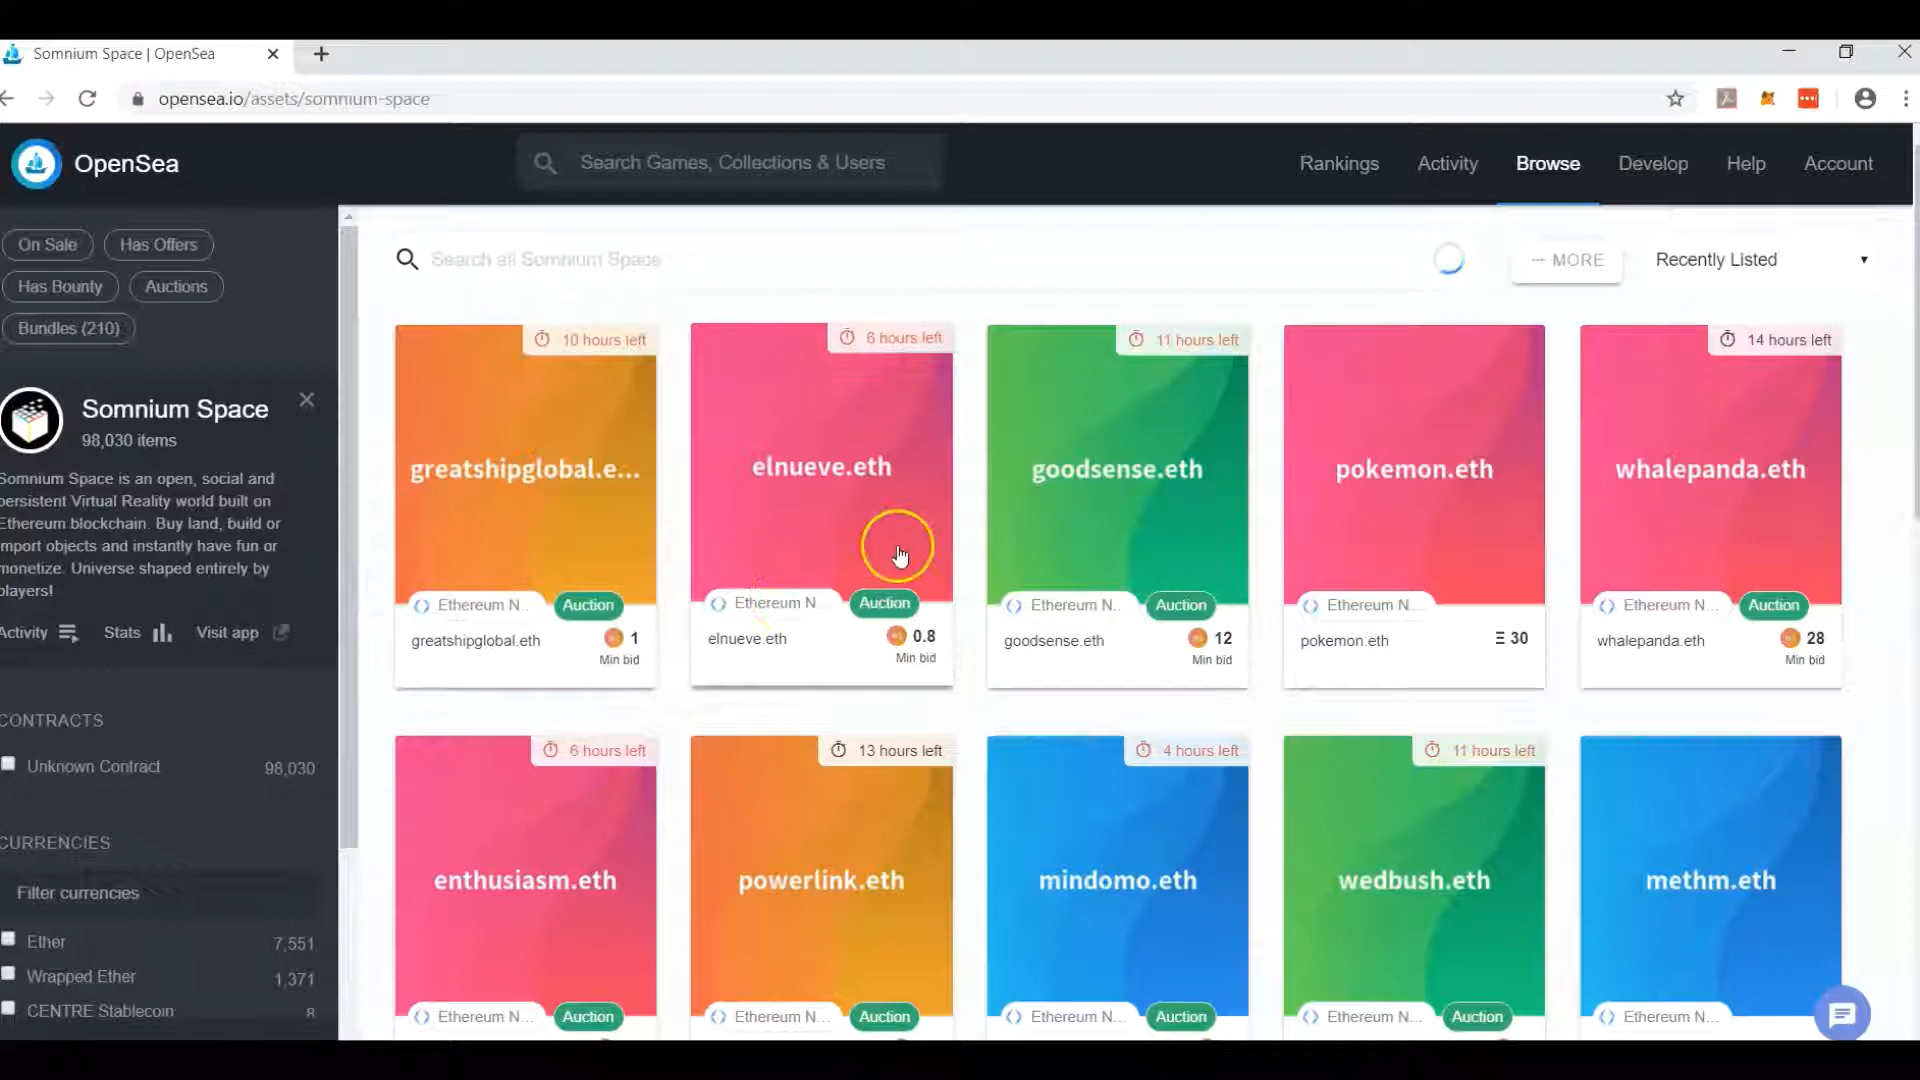 Somnium Space | OpenSea
opensea.io/assets/somnium-space
OpenSea
Search Games, Collections & Users
Rankings
Activity
Browse
Develop
Help
Account
On Sale
Has Offers
Has Bounty
Auctions
Bundles (210)
Somnium Space
98,030 items
Somnium Space is an open, social and
persistent Virtual Reality world built on
Ethereum blockchain. Buy land, build or
import objects and instantly have fun or
monetize. Universe shaped entirely by
players!
Activity
Stats
Visit app
CONTRACTS
Unknown Contract
98,030
CURRENCIES
Filter currencies
Ether
7,551
Wrapped Ether
1,371
CENTRE Stablecoin
8
Search all Somnium Space
··· MORE
Recently Listed
10 hours left
greatshipglobal.e...
Ethereum N...
Auction
greatshipglobal.eth
1
Min bid
6 hours left
elnueve.eth
Ethereum N...
Auction
elnueve.eth
0.8
Min bid
11 hours left
goodsense.eth
Ethereum N...
Auction
goodsense.eth
12
Min bid
pokemon.eth
Ethereum N...
pokemon.eth
Ξ 30
14 hours left
whalepanda.eth
Ethereum N...
Auction
whalepanda.eth
28
Min bid
6 hours left
enthusiasm.eth
Ethereum N...
Auction
13 hours left
powerlink.eth
Ethereum N...
Auction
4 hours left
mindomo.eth
Ethereum N...
Auction
11 hours left
wedbush.eth
Ethereum N...
Auction
methm.eth
Ethereum N...